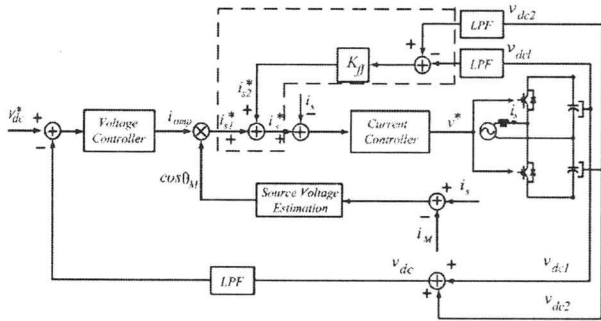 v_dc2
LPF
v_dc1
LPF
K_ff
i_s2^*
i_s
v_dc^*
Voltage
Controller
i_amp
i_s1^*
i_s^*
Current
Controller
v^*
i_s
cosθ_M
Source Voltage
Estimation
i_s
i_M
LPF
v_dc
v_dc1
v_dc2